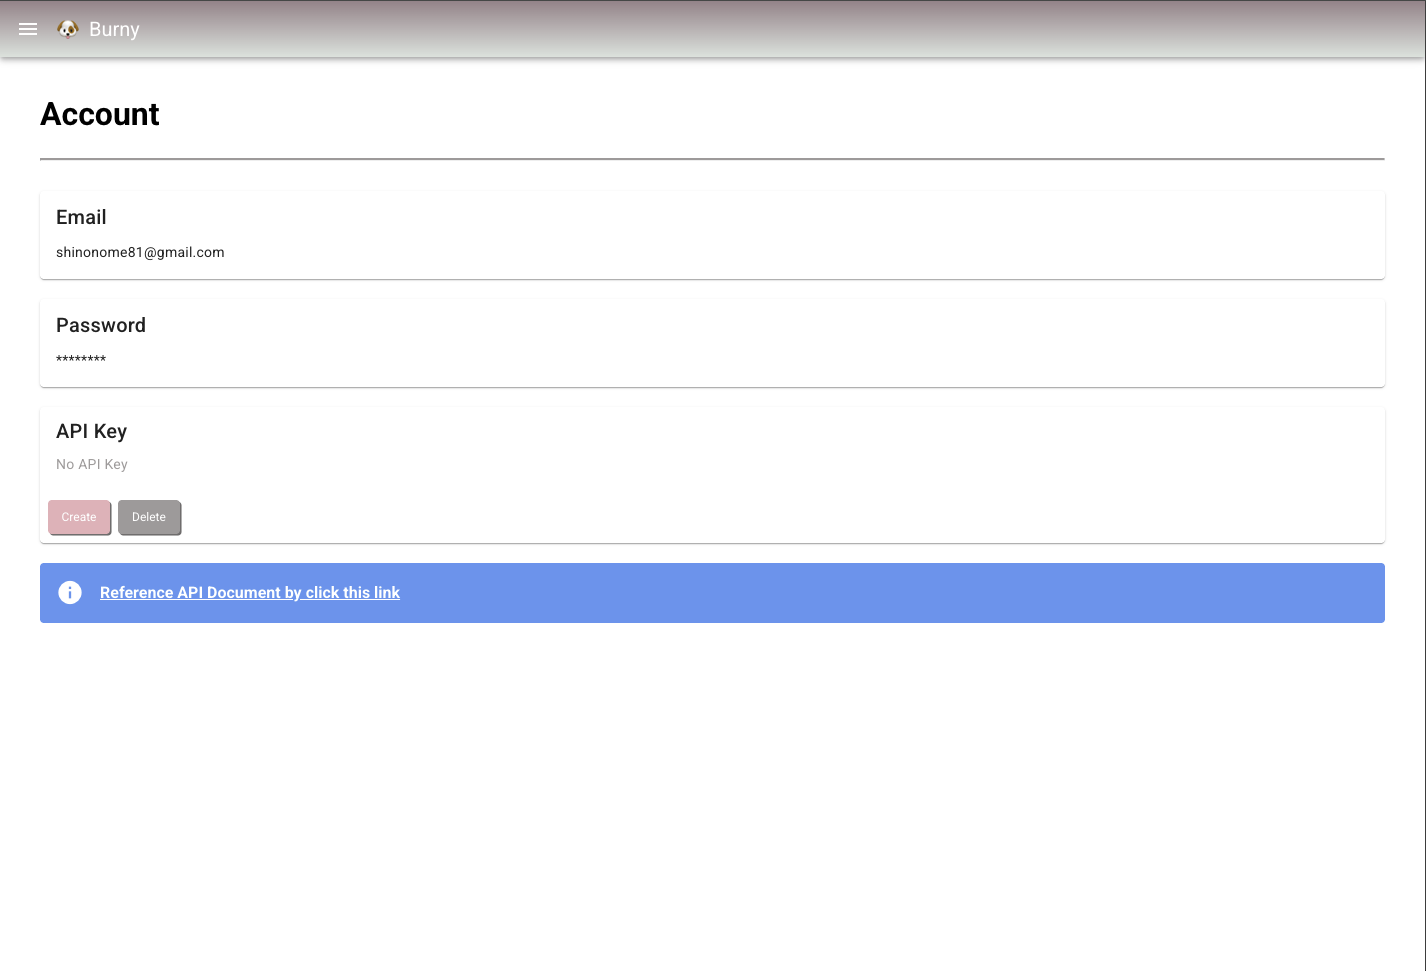 Burny
Account
Email
shinonome81@gmail.com
Password
********
API Key
No API Key
Create Delete
Reference API Document by click this link